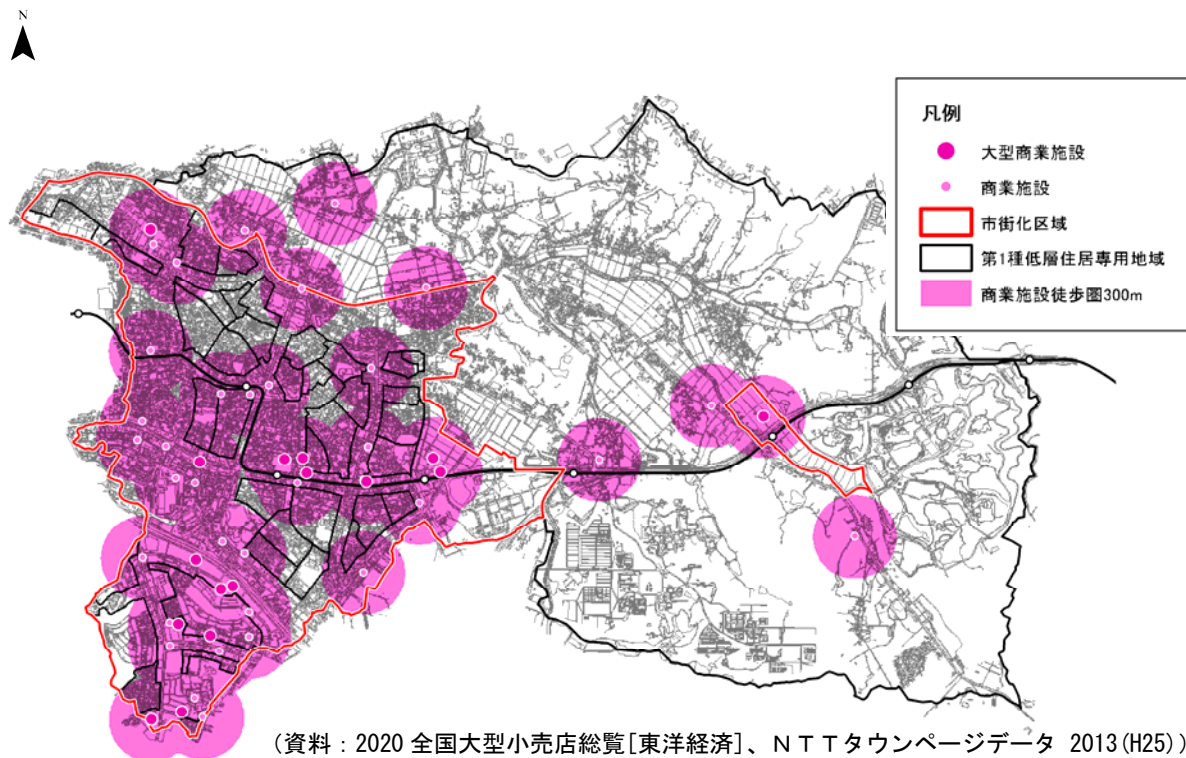 N
凡例
大型商業施設
商業施設
市街化区域
第1種低層住居専用地域
商業施設徒歩圏300m
（資料：2020 全国大型小売店総覧[東洋経済]、ＮＴＴタウンページデータ 2013(H25)）